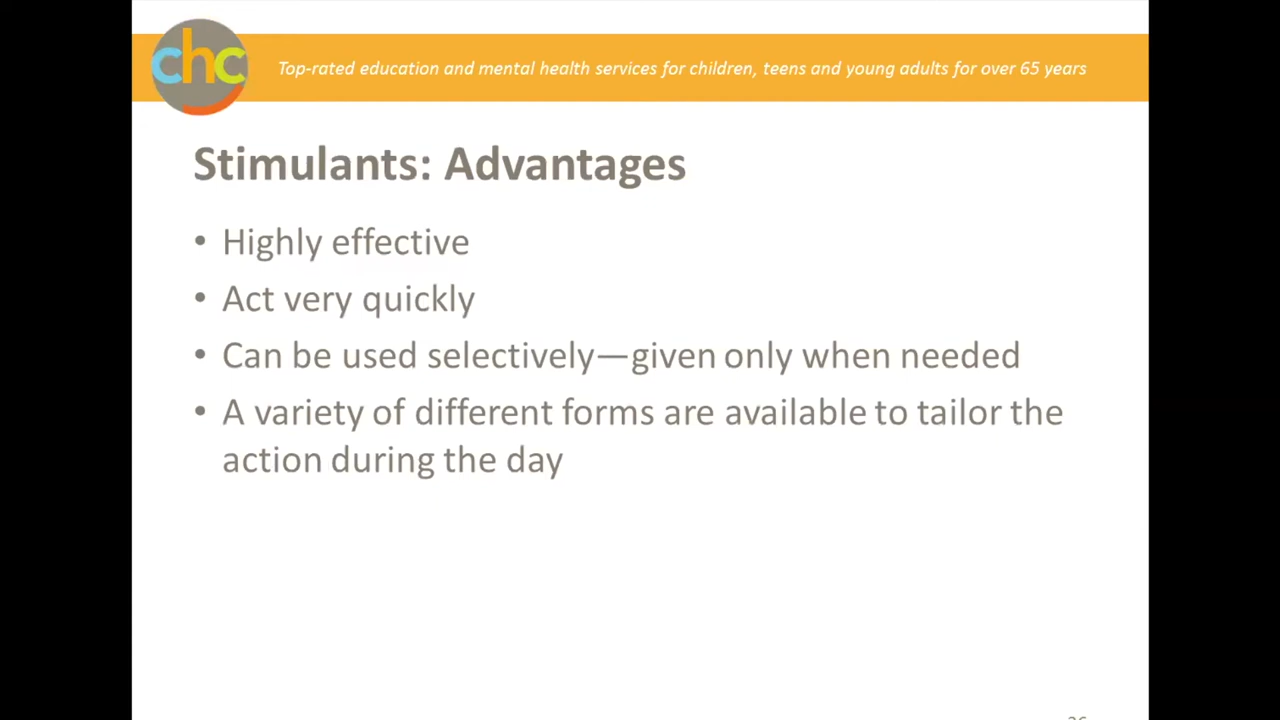 chc
Top-rated education and mental health services for children, teens and young adults for over 65 years
Stimulants: Advantages
• Highly effective
• Act very quickly
• Can be used selectively—given only when needed
• A variety of different forms are available to tailor the
action during the day